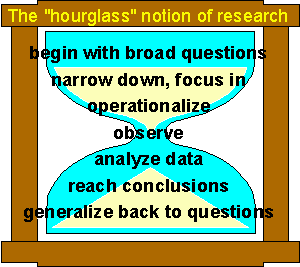 The "hourglass" notion of research
begin with broad questions
narrow down, focus in
operationalize
observe
analyze data
reach conclusions
generalize back to questions